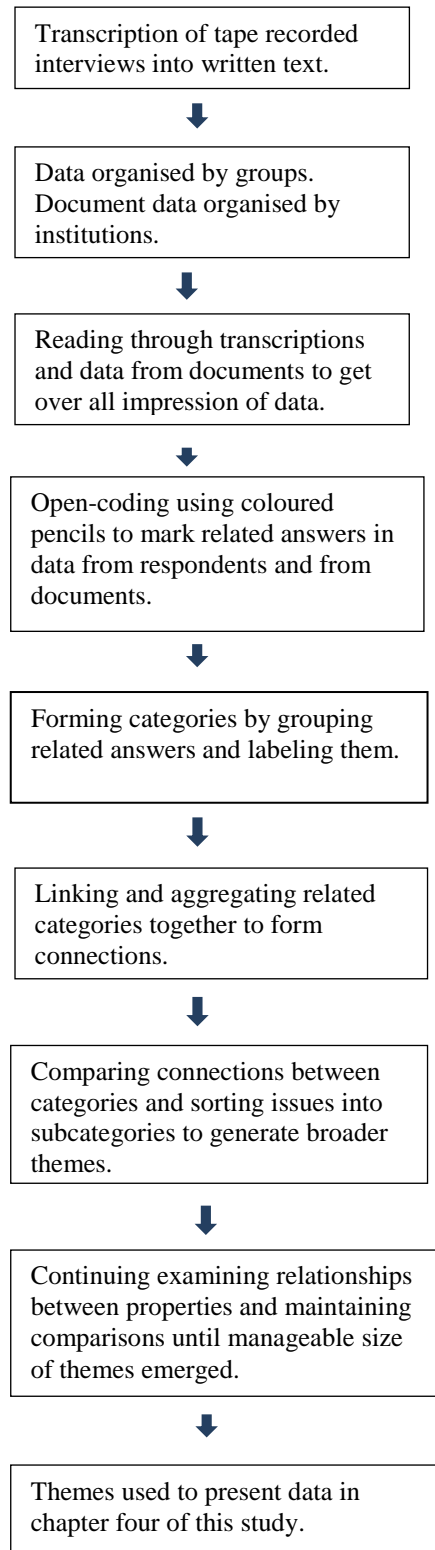 Transcription of tape recorded
interviews into written text.
Data organised by groups.
Document data organised by
institutions.
Reading through transcriptions
and data from documents to get
over all impression of data.
Open-coding using coloured
pencils to mark related answers in
data from respondents and from
documents.
Forming categories by grouping
related answers and labeling them.
Linking and aggregating related
categories together to form
connections.
Comparing connections between
categories and sorting issues into
subcategories to generate broader
themes.
Continuing examining relationships
between properties and maintaining
comparisons until manageable size
of themes emerged.
Themes used to present data in
chapter four of this study.